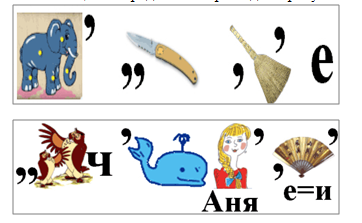 , ,, , , е
,, ч , , , ,
Аня е=и